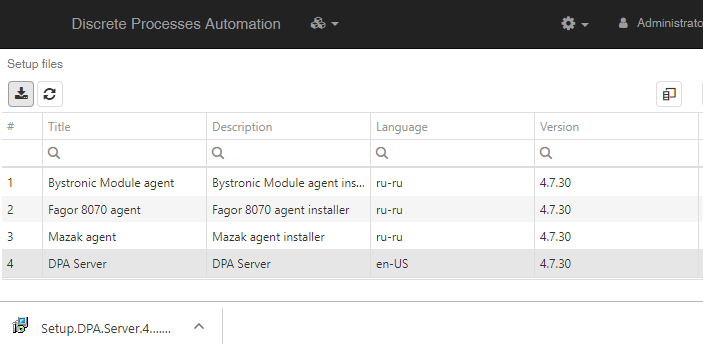 Discrete Processes Automation Administrato
Setup files
# Title Description Language Version
1 Bystronic Module agent Bystronic Module agent ins... ru-ru 4.7.30
2 Fagor 8070 agent Fagor 8070 agent installer ru-ru 4.7.30
3 Mazak agent Mazak agent installer ru-ru 4.7.30
4 DPA Server DPA Server en-US 4.7.30
Setup.DPA.Server.4.......